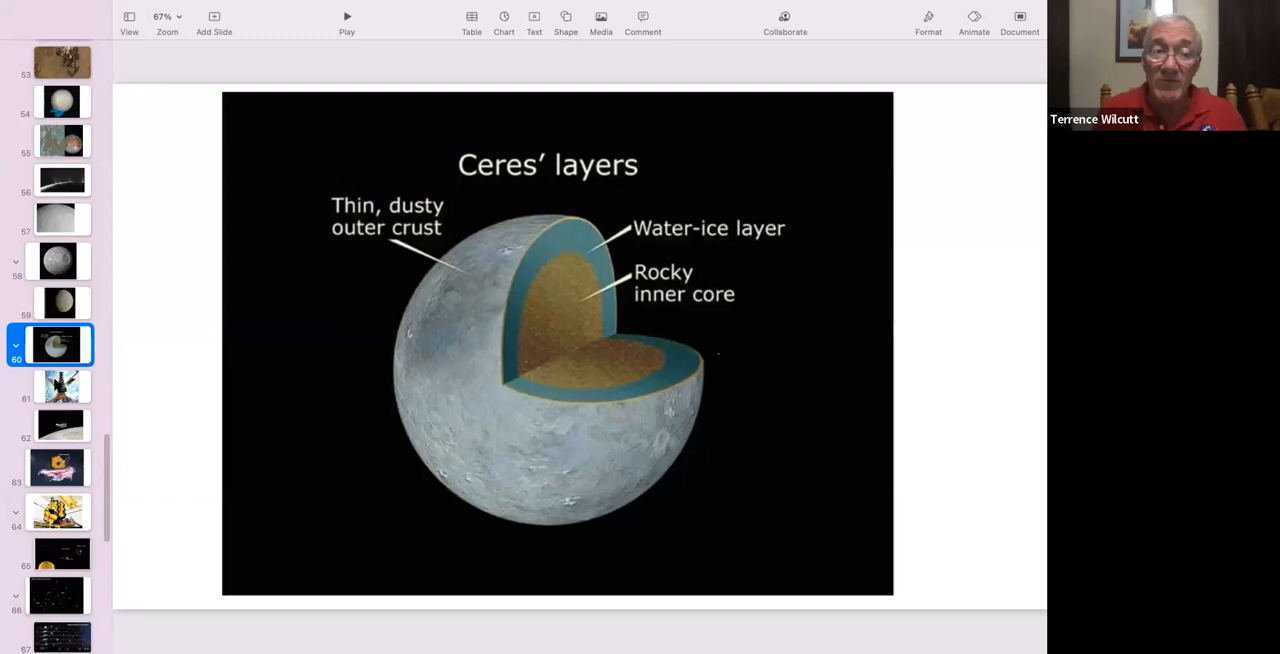 67%
View
Zoom
Add Slide
Play
Table
Chart
Text
Shape
Media
Comment
Collaborate
Format
Animate
Document
Terrence Wilcutt
53
54
55
56
57
58
59
60
61
62
63
64
65
66
67
Ceres’ layers
Thin, dusty
outer crust
Water-ice layer
Rocky
inner core